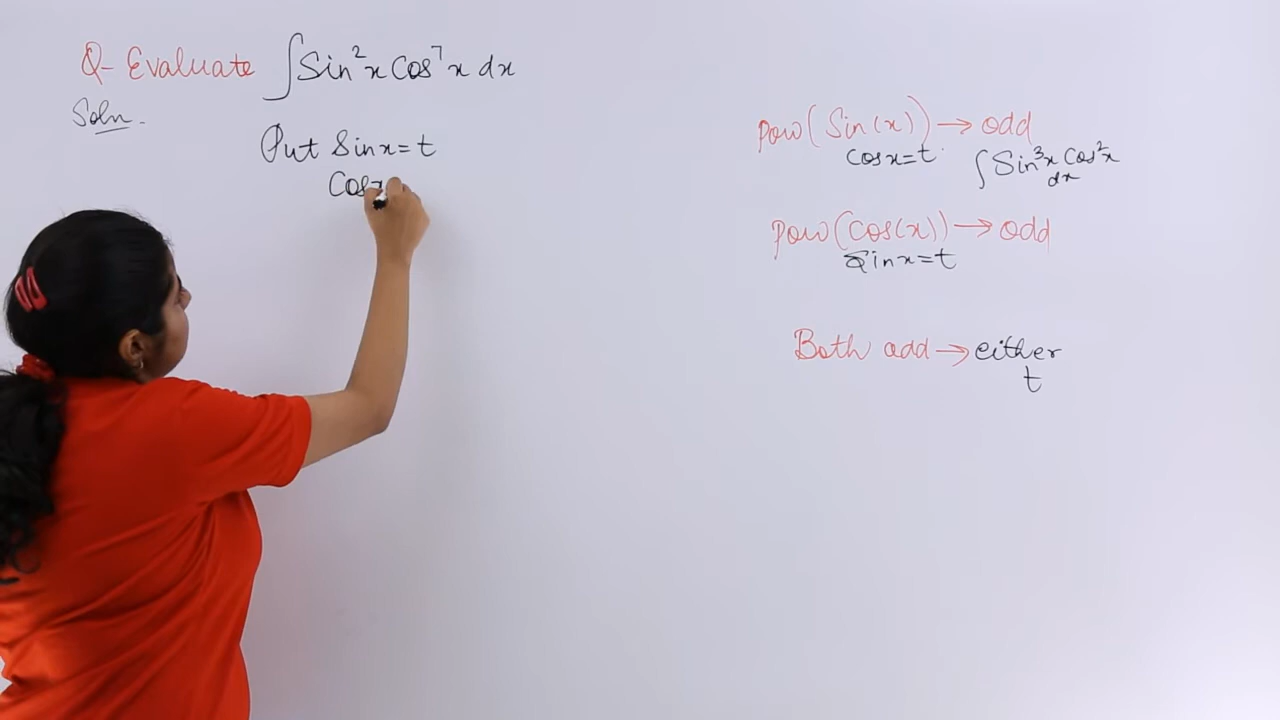 Q- Evaluate ∫Sin²x Cos⁷x dx
Soln.
Put Sinx=t
Cosx
Pow(Sin(x)) → odd
Cosx=t. ∫Sin³x Cos²x dx
Pow(Cos(x)) → odd
Sinx=t
Both odd → either
t